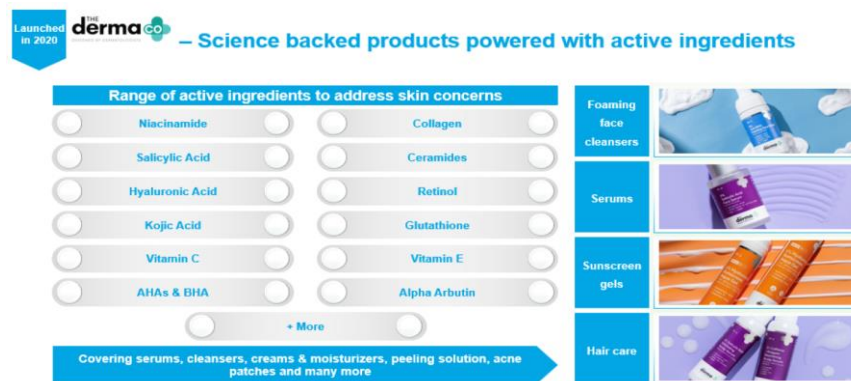 Launched
in 2020
THE
derma co
– Science backed products powered with active ingredients
Range of active ingredients to address skin concerns
Niacinamide
Collagen
Salicylic Acid
Ceramides
Hyaluronic Acid
Retinol
Kojic Acid
Glutathione
Vitamin C
Vitamin E
AHAs & BHA
Alpha Arbutin
+ More
Covering serums, cleansers, creams & moisturizers, peeling solution, acne
patches and many more
Foaming
face
cleansers
Serums
derma
Sunscreen
gels
Hair care